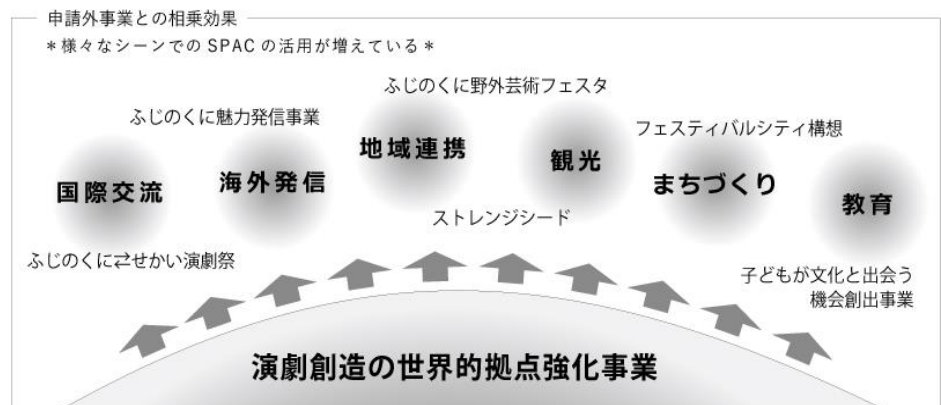 申請外事業との相乗効果
＊様々なシーンでの SPAC の活用が増えている＊
ふじのくに野外芸術フェスタ
ふじのくに魅力発信事業
フェスティバルシティ構想
国際交流
海外発信
地域連携
観光
まちづくり
教育
ストレンジシード
ふじのくに⇄せかい演劇祭
子どもが文化と出会う
機会創出事業
演劇創造の世界的拠点強化事業